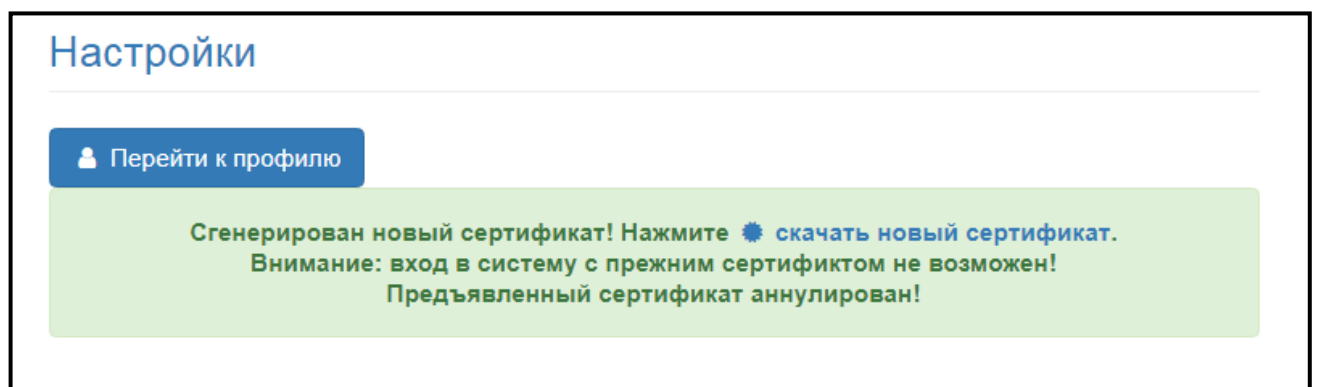 Настройки
Перейти к профилю
Сгенерирован новый сертификат! Нажмите скачать новый сертификат.
Внимание: вход в систему с прежним сертификтом не возможен!
Предъявленный сертификат аннулирован!